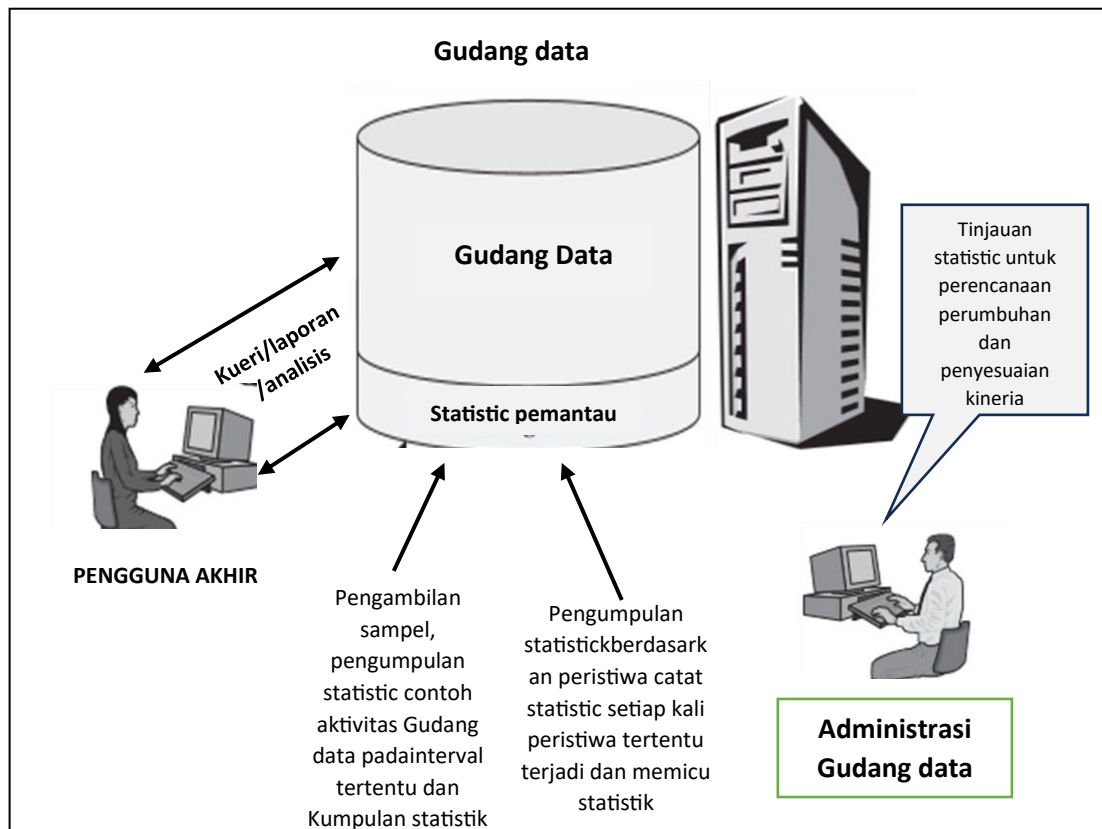 Gudang data
Gudang Data
Tinjauan
statistic untuk
perencanaan
perumbuhan
dan
penyesuaian
kineria
Kueri/laporan
/analisis
Statistic pemantau
PENGGUNA AKHIR
Pengambilan
sampel,
pengumpulan
statistic contoh
aktivitas Gudang
data padainterval
tertentu dan
Kumpulan statistik
Pengumpulan
statistickberdasark
an peristiwa catat
statistic setiap kali
peristiwa tertentu
terjadi dan memicu
statistik
Administrasi
Gudang data